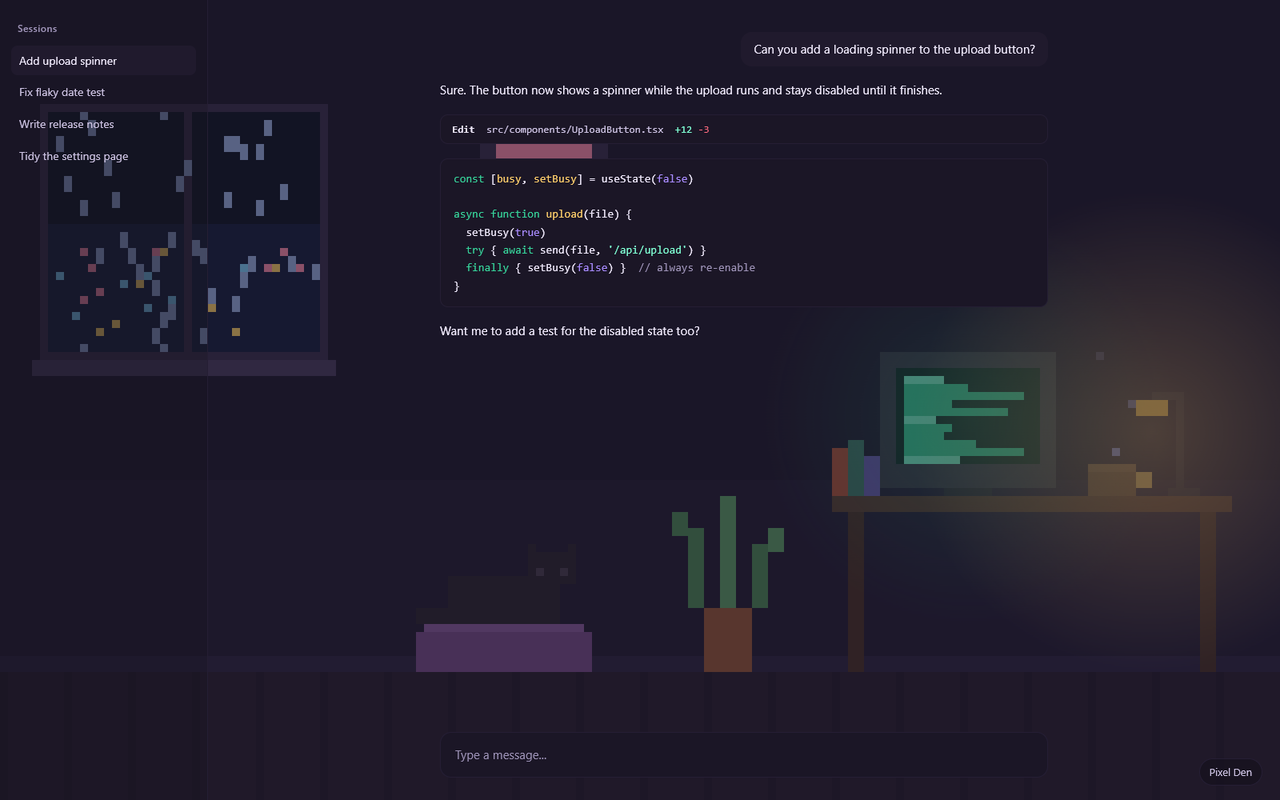 Sessions
Add upload spinner
Fix flaky date test
Write release notes
Tidy the settings page
Can you add a loading spinner to the upload button?
Sure. The button now shows a spinner while the upload runs and stays disabled until it finishes.
Edit src/components/UploadButton.tsx +12 -3
const [busy, setBusy] = useState(false)
async function upload(file) {
  setBusy(true)
  try { await send(file, '/api/upload') }
  finally { setBusy(false) }  // always re-enable
}
Want me to add a test for the disabled state too?
Type a message...
Pixel Den